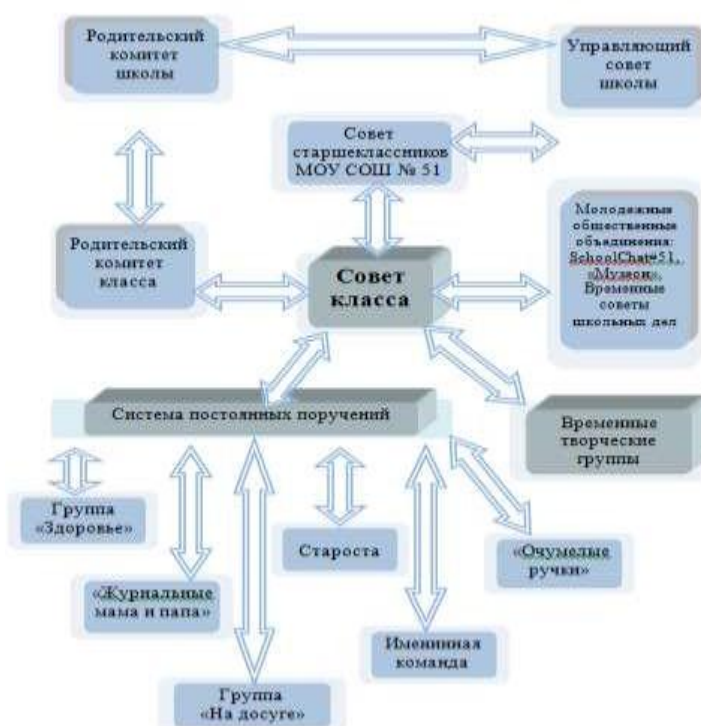 Родительский
комитет
школы
Управляющий
совет
школы
Совет
старшеклассников
МОУ СОШ № 51
Родительский
комитет
класса
Совет
класса
Молодежные
общественные
объединения:
SchoolChat#51,
«Музеон»,
Временные
советы
школьных дел
Система постоянных поручений
Временные
творческие
группы
Группа
«Здоровье»
Староста
«Очумелые
ручки»
«Журнальные
мама и папа»
Именинная
команда
Группа
«На досуге»